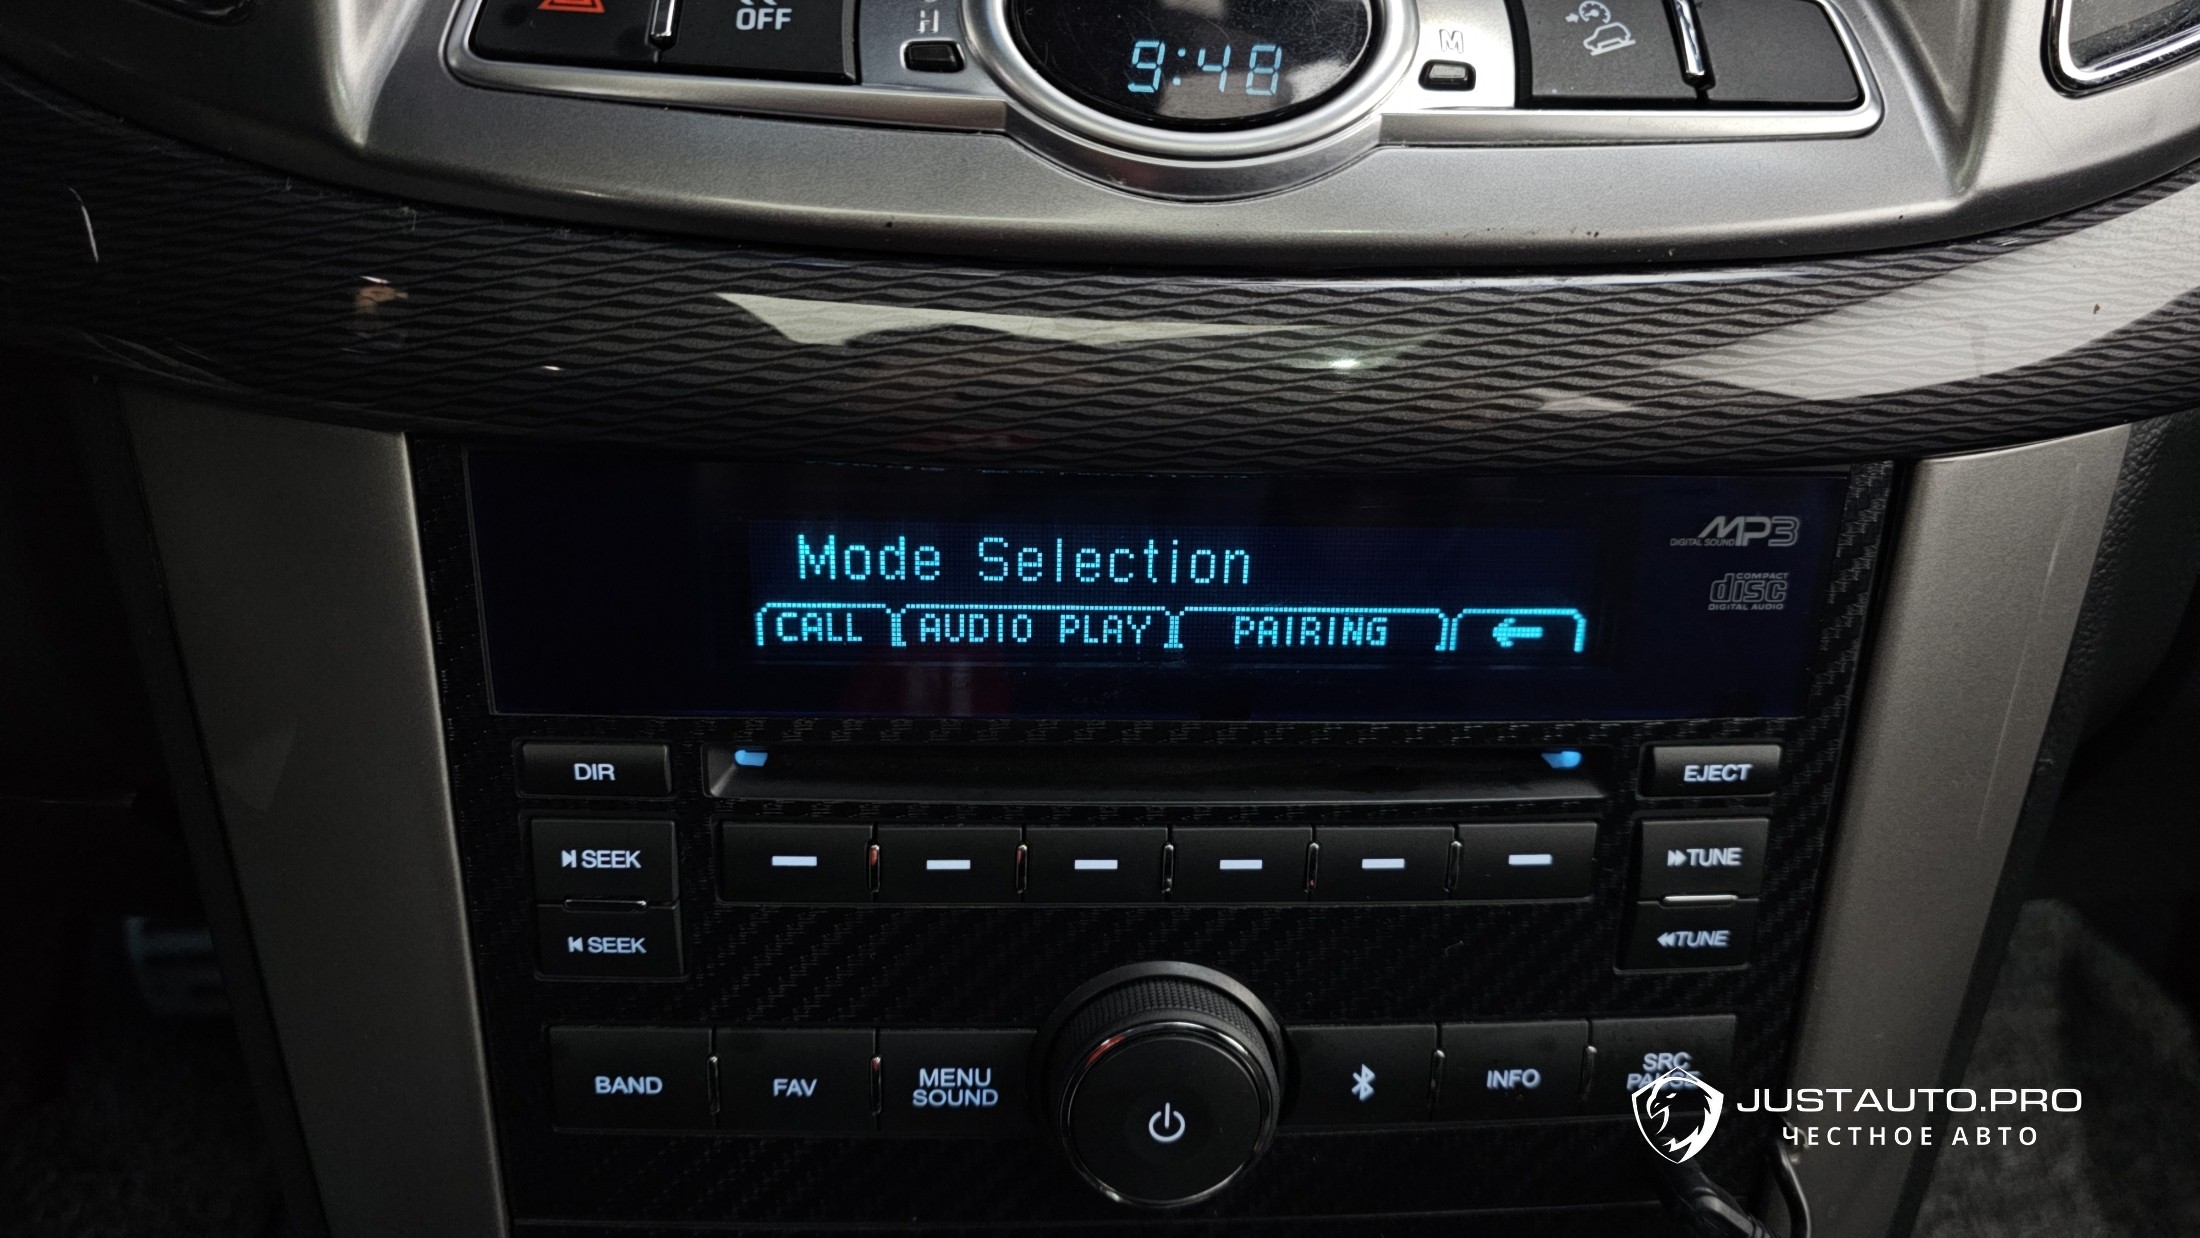 OFF
H
9:48
M
Mode Selection
CALL AUDIO PLAY PAIRING
MP3
DIGITAL SOUND
COMPACT
disc
DIGITAL AUDIO
DIR
EJECT
SEEK
TUNE
SEEK
TUNE
BAND
FAV
MENU
SOUND
INFO
SRC
PAUSE
JUSTAUTO.PRO
ЧЕСТНОЕ АВТО